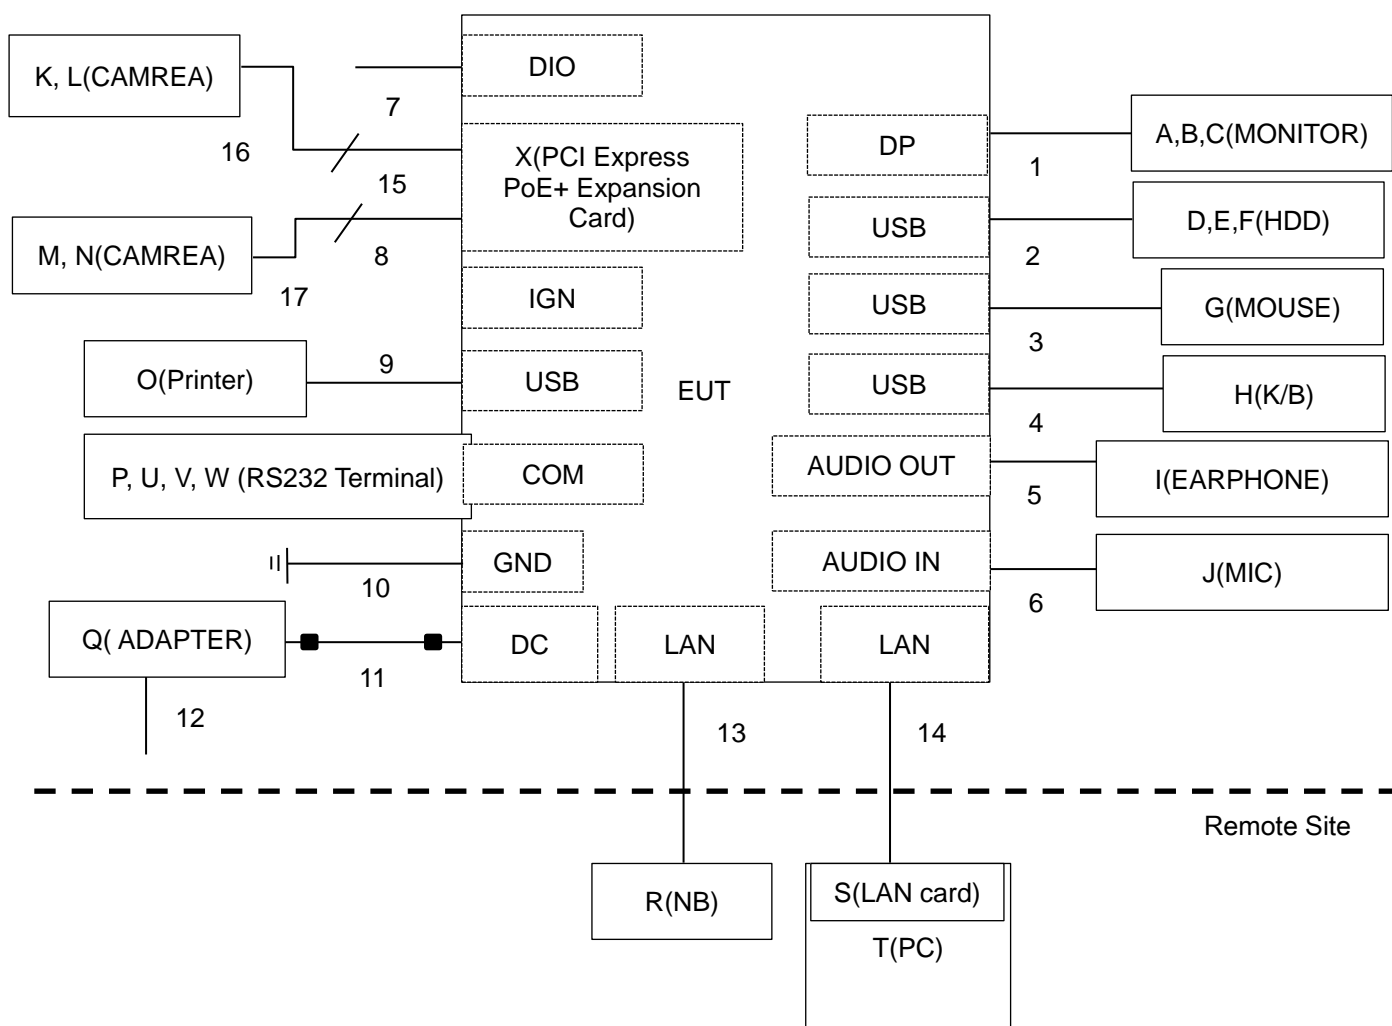 K, L(CAMREA)
DIO
7
DP
A,B,C(MONITOR)
16
X(PCI Express
PoE+ Expansion
Card)
1
15
USB
D,E,F(HDD)
M, N(CAMREA)
8
2
17
IGN
USB
G(MOUSE)
3
O(Printer)
9
USB
EUT
USB
H(K/B)
4
P, U, V, W (RS232 Terminal)
COM
AUDIO OUT
I(EARPHONE)
5
GND
AUDIO IN
J(MIC)
10
6
Q( ADAPTER)
DC
LAN
LAN
11
12
13
14
Remote Site
R(NB)
S(LAN card)
T(PC)